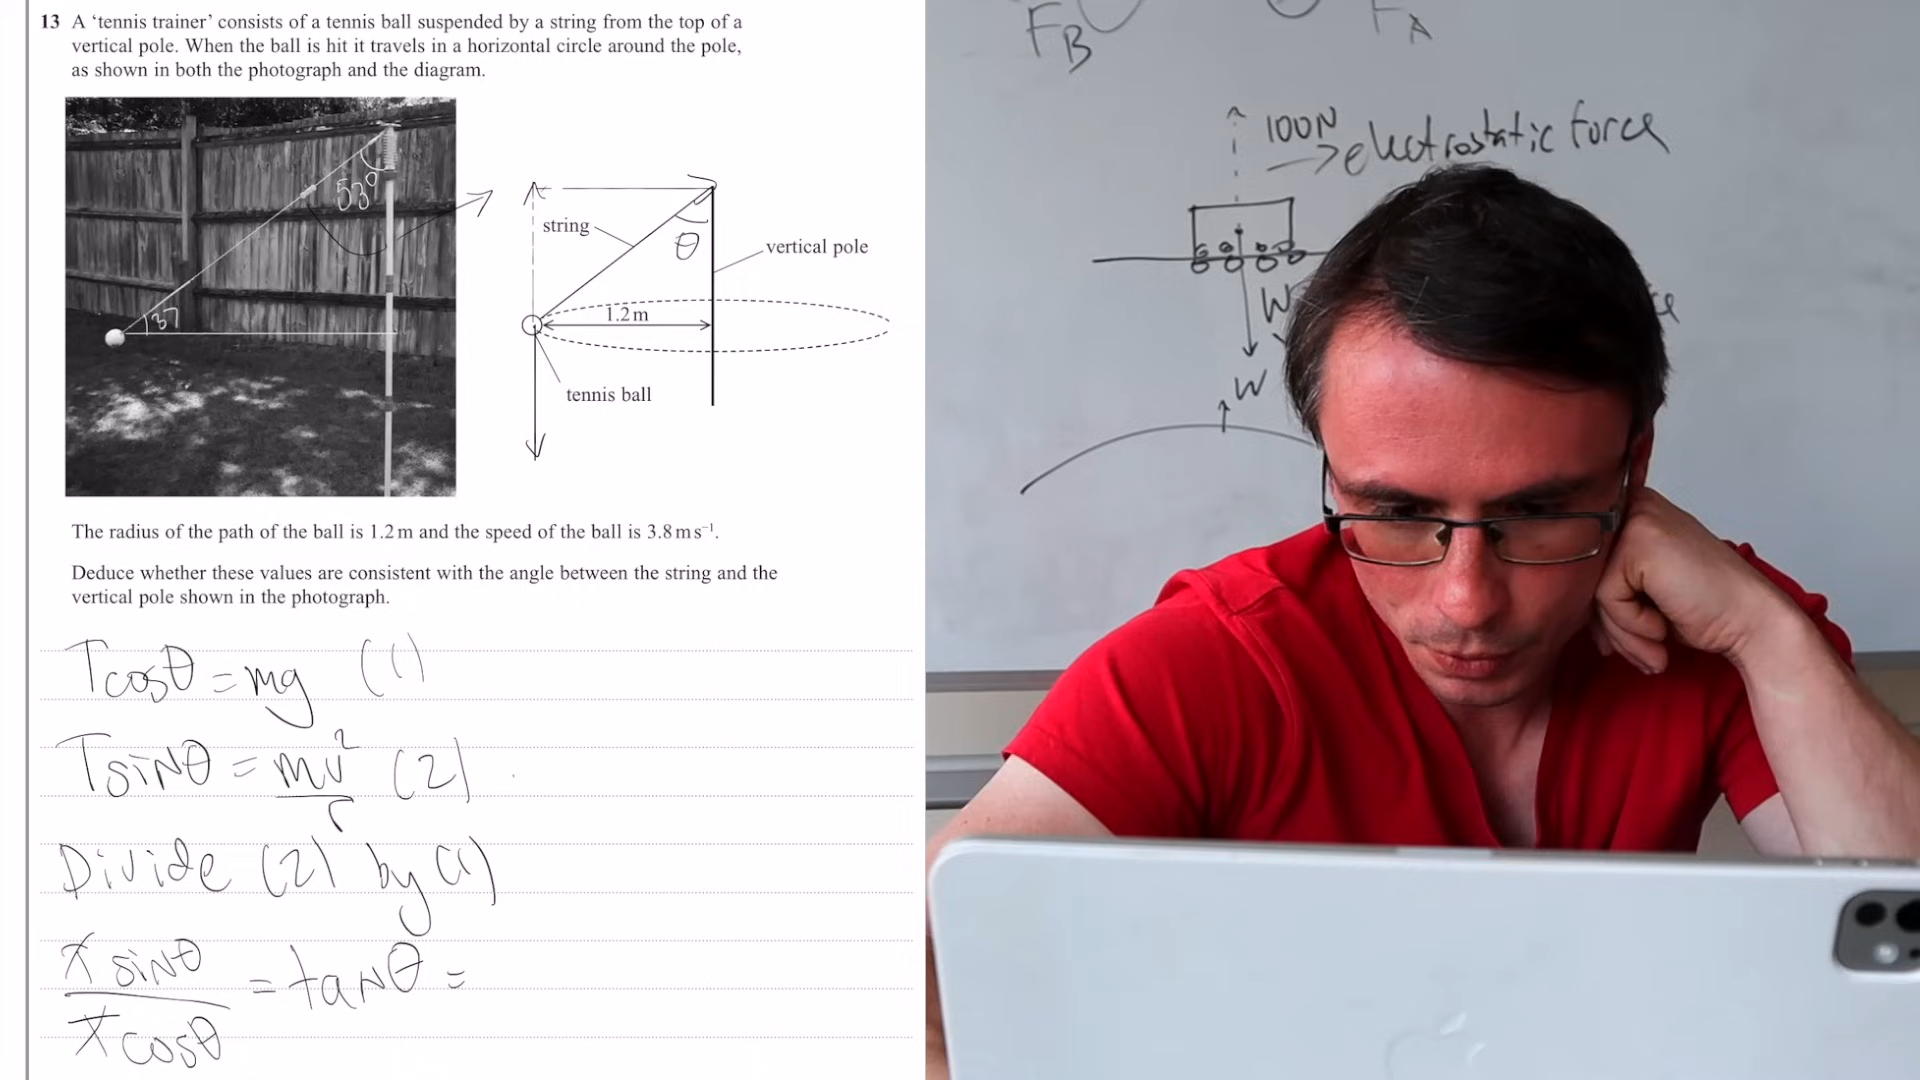 13 A ‘tennis trainer’ consists of a tennis ball suspended by a string from the top of a
vertical pole. When the ball is hit it travels in a horizontal circle around the pole,
as shown in both the photograph and the diagram.
53°
37
string
θ
vertical pole
1.2 m
tennis ball
The radius of the path of the ball is 1.2 m and the speed of the ball is 3.8 m s⁻¹.
Deduce whether these values are consistent with the angle between the string and the
vertical pole shown in the photograph.
Tcosθ = mg (1)
Tsinθ = mv²/r (2)
Divide (2) by (1)
Tsinθ/Tcosθ = tanθ =
F_B
F_A
100N
electrostatic force
W
W